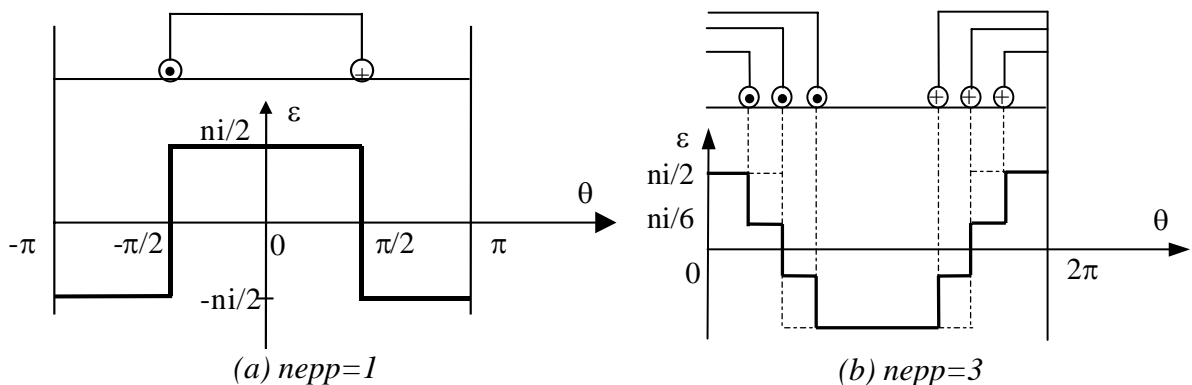 ε
ni/2
θ
-π
-π/2
0
π/2
π
-ni/2
(a) nepp=1
ε
ni/2
ni/6
θ
0
2π
(b) nepp=3